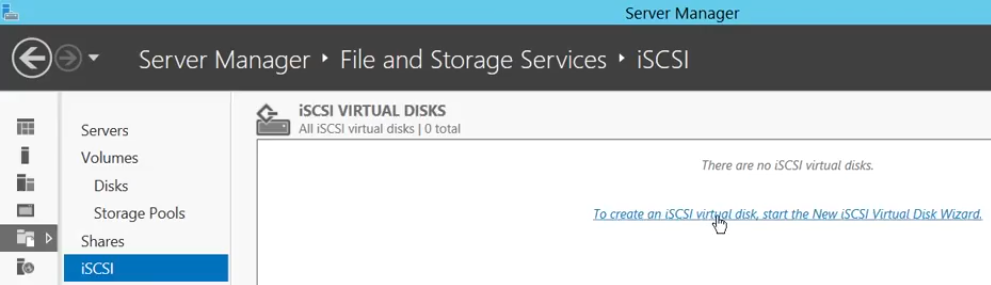 Server Manager
Server Manager ‣ File and Storage Services ‣ iSCSI
Servers
Volumes
Disks
Storage Pools
Shares
iSCSI
iSCSI VIRTUAL DISKS
All iSCSI virtual disks | 0 total
There are no iSCSI virtual disks.
To create an iSCSI virtual disk, start the New iSCSI Virtual Disk Wizard.